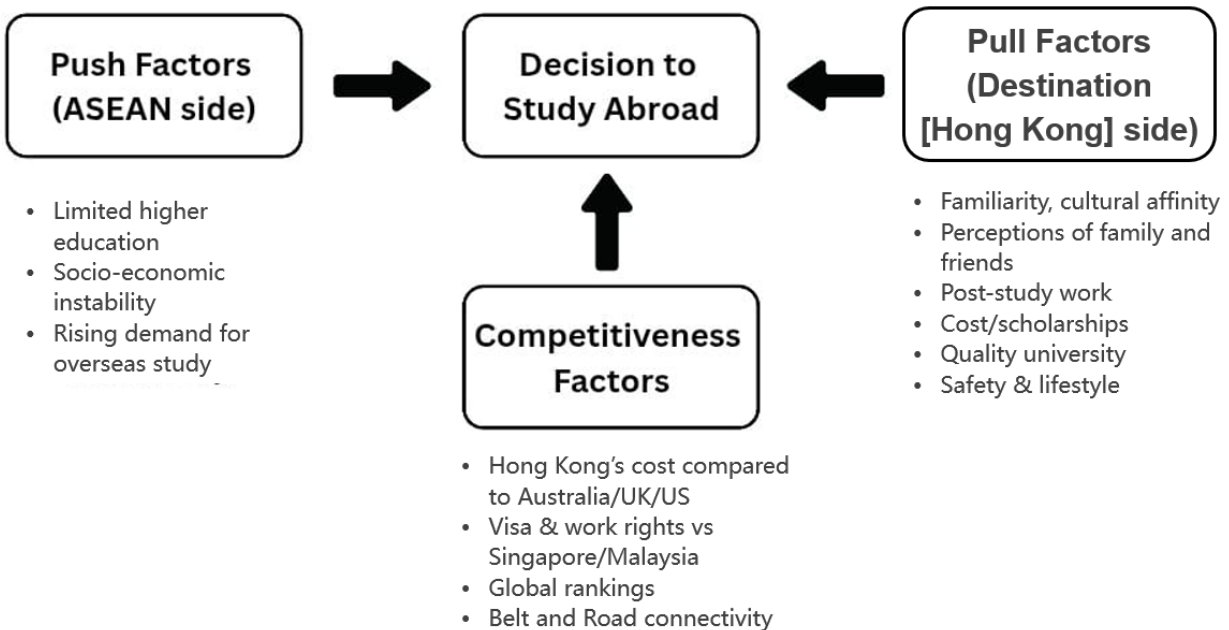 Push Factors
(ASEAN side)
Decision to
Study Abroad
Pull Factors
(Destination
[Hong Kong] side)
• Limited higher
education
• Socio-economic
instability
• Rising demand for
overseas study
• Familiarity, cultural affinity
• Perceptions of family and
friends
• Post-study work
• Cost/scholarships
• Quality university
• Safety & lifestyle
Competitiveness
Factors
• Hong Kong’s cost compared
to Australia/UK/US
• Visa & work rights vs
Singapore/Malaysia
• Global rankings
• Belt and Road connectivity